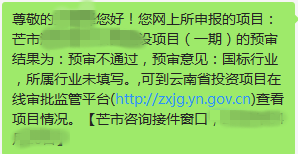 尊敬的 您好！您网上所申报的项目：
芒市 投项目（一期）的预审
结果为：预审不通过，预审意见：国标行业
，所属行业未填写。,可到云南省投资项目在
线审批监管平台(http://zxjg.yn.gov.cn)查看
项目情况。【芒市咨询接件窗口，
】